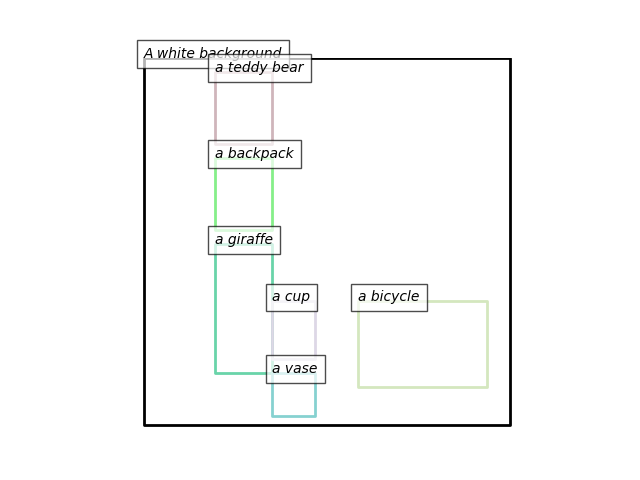 A white background
a teddy bear
a backpack
a giraffe
a cup
a bicycle
a vase